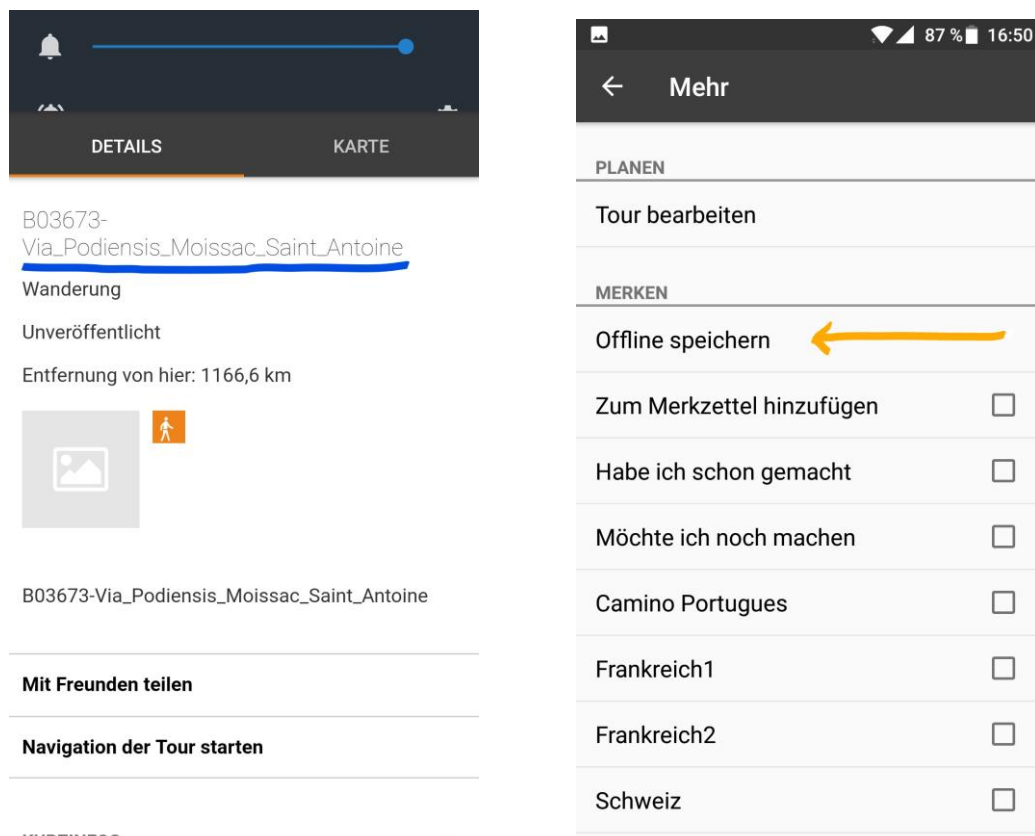 DETAILS KARTE
B03673-
Via_Podiensis_Moissac_Saint_Antoine
Wanderung
Unveröffentlicht
Entfernung von hier: 1166,6 km
B03673-Via_Podiensis_Moissac_Saint_Antoine
Mit Freunden teilen
Navigation der Tour starten
87 % 16:50
Mehr
PLANEN
Tour bearbeiten
MERKEN
Offline speichern
Zum Merkzettel hinzufügen
Habe ich schon gemacht
Möchte ich noch machen
Camino Portugues
Frankreich1
Frankreich2
Schweiz